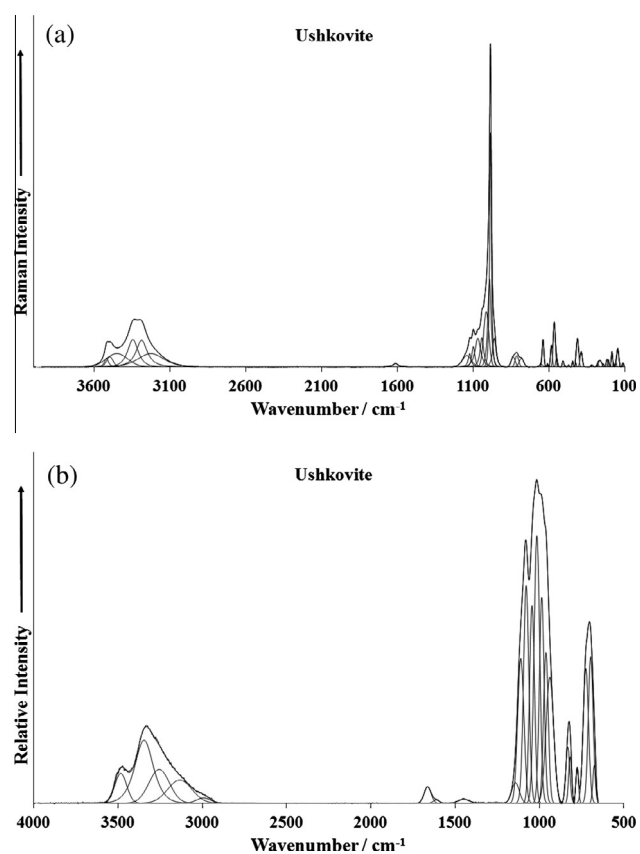 (a)
Ushkovite
Raman Intensity
3600 3100 2600 2100 1600 1100 600 100
Wavenumber / cm-1
(b)
Ushkovite
Relative Intensity
4000 3500 3000 2500 2000 1500 1000 500
Wavenumber / cm-1